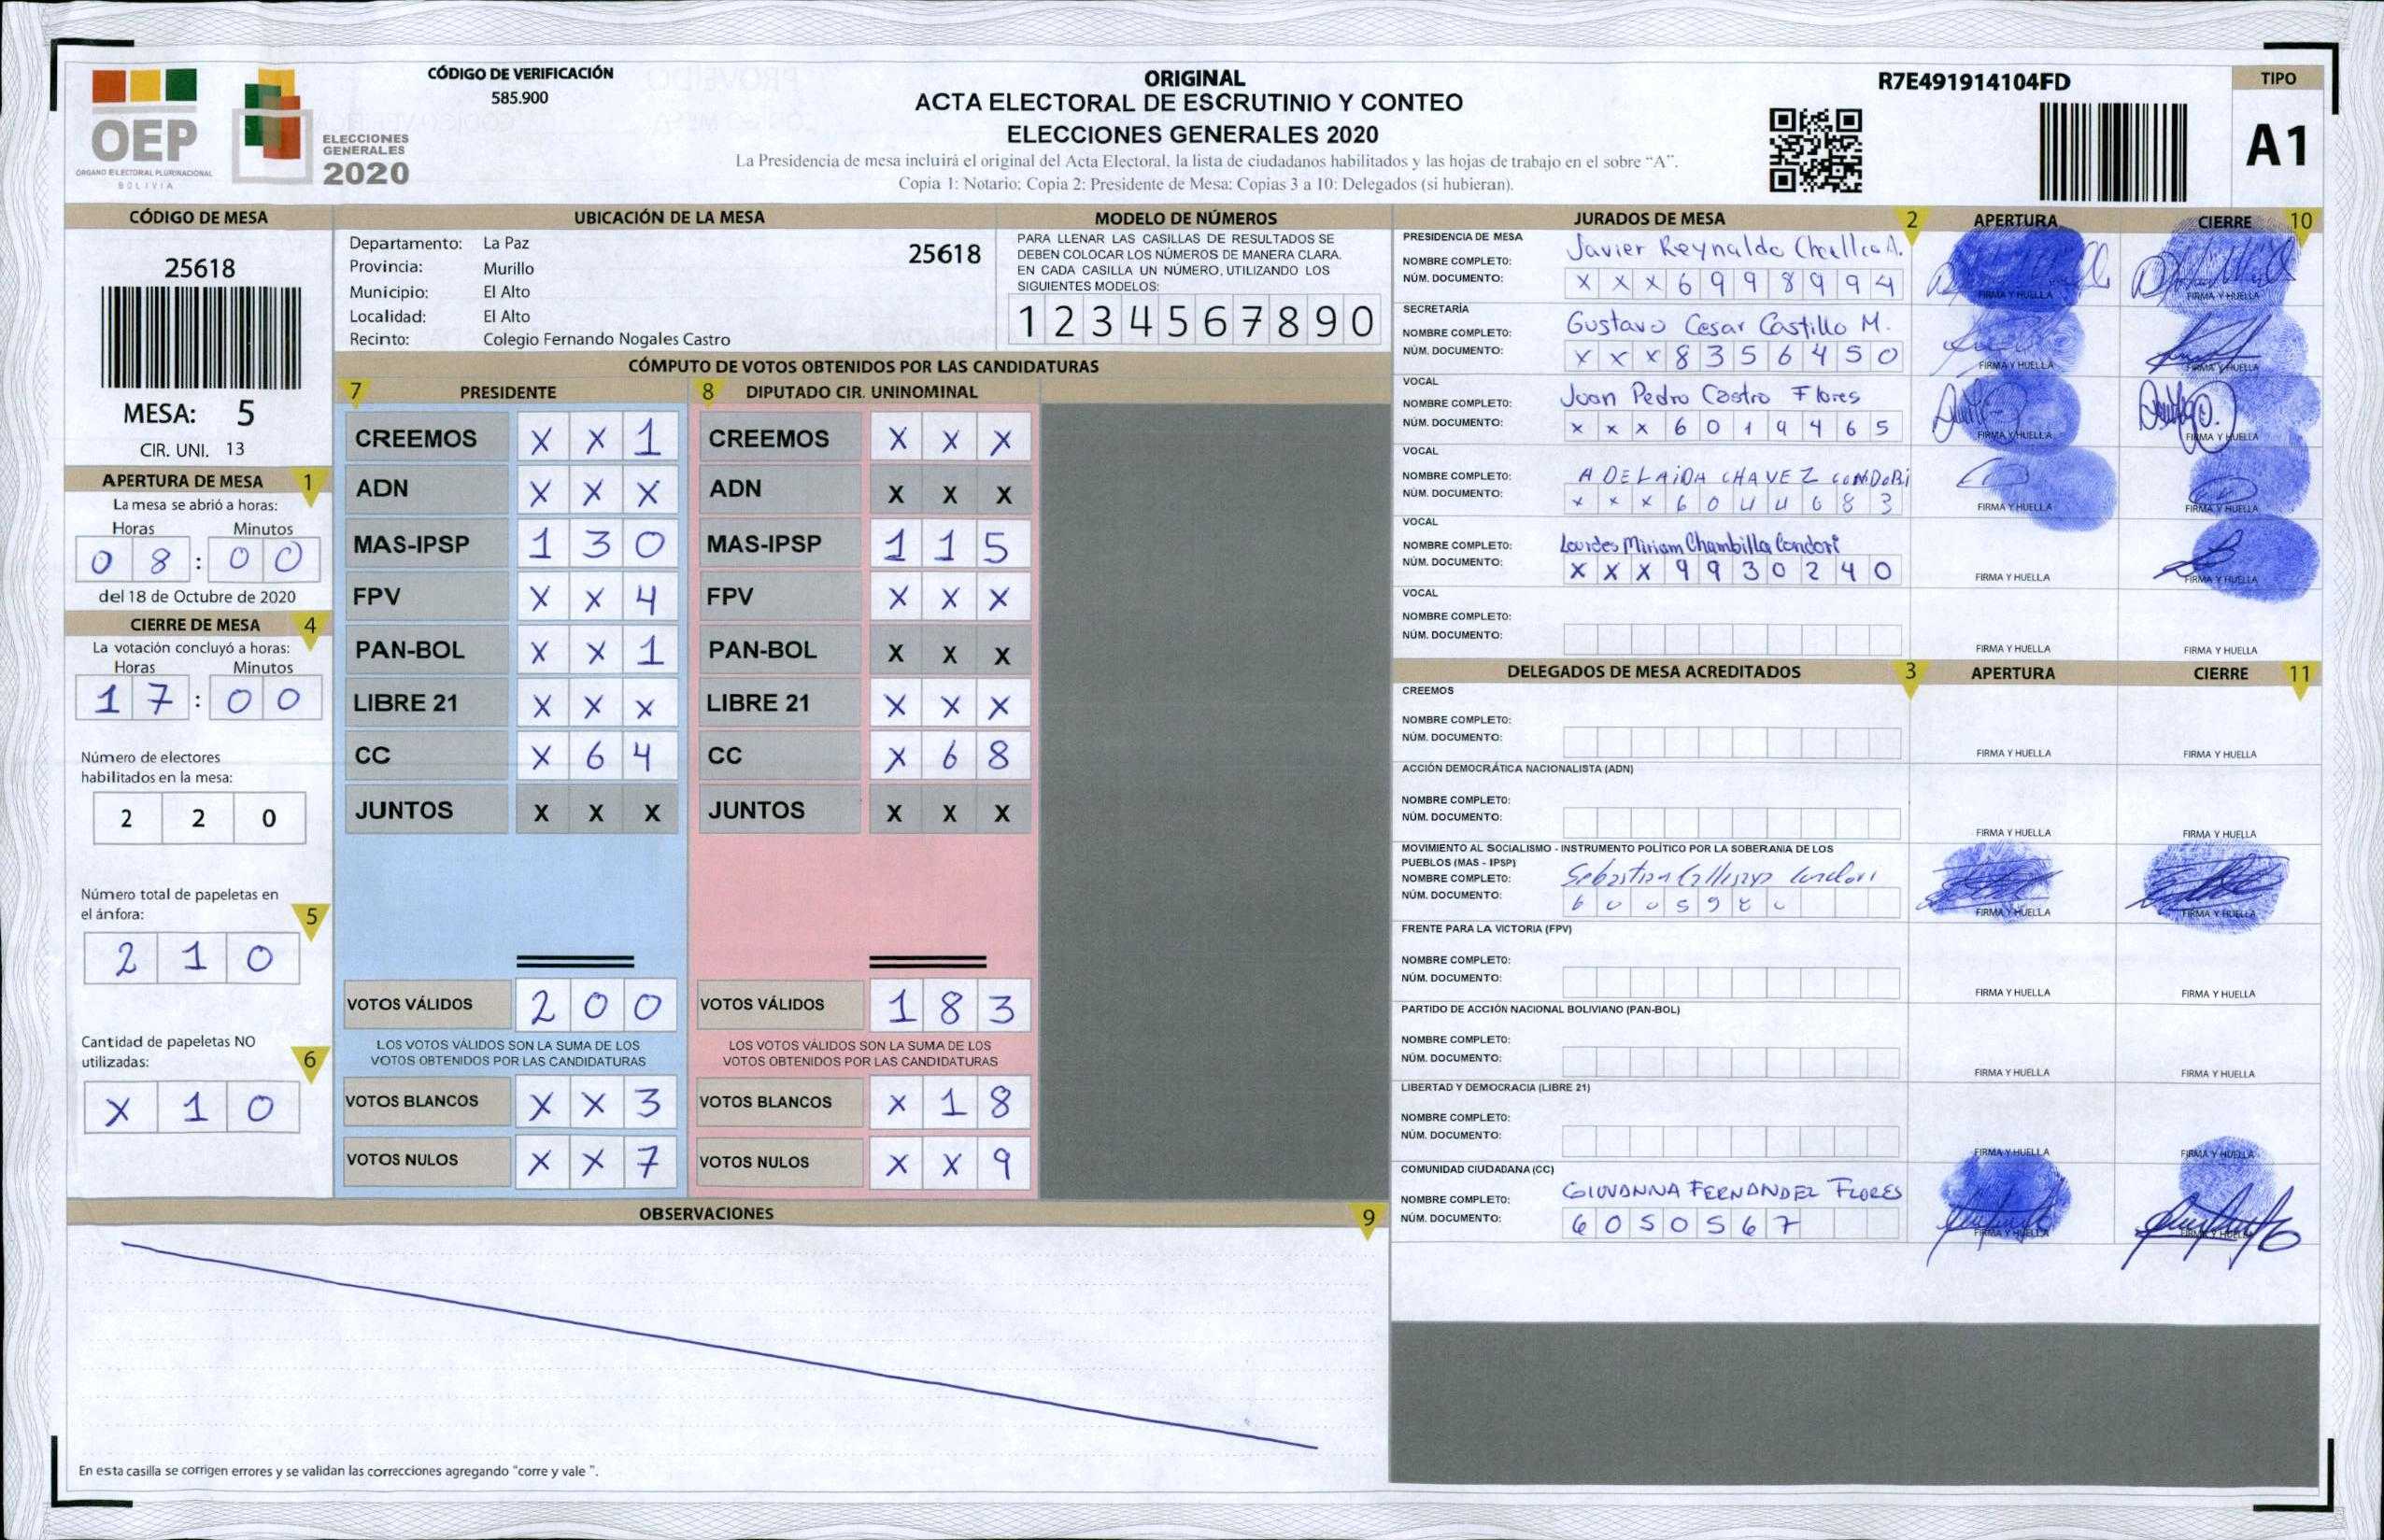 OEP
ÓRGANO ELECTORAL PLURINACIONAL
BOLIVIA
ELECCIONES
GENERALES
2020
CÓDIGO DE VERIFICACIÓN
585.900
ORIGINAL
ACTA ELECTORAL DE ESCRUTINIO Y CONTEO
ELECCIONES GENERALES 2020
La Presidencia de mesa incluirá el original del Acta Electoral, la lista de ciudadanos habilitados y las hojas de trabajo en el sobre “A”.
Copia 1: Notario; Copia 2: Presidente de Mesa; Copias 3 a 10: Delegados (si hubieran).
R7E491914104FD
TIPO
A1
CÓDIGO DE MESA
25618
MESA: 5
CIR. UNI. 13
APERTURA DE MESA 1
La mesa se abrió a horas:
Horas Minutos
0 8 : 0 0
del 18 de Octubre de 2020
CIERRE DE MESA 4
La votación concluyó a horas:
Horas Minutos
1 7 : 0 0
Número de electores
habilitados en la mesa:
2 2 0
Número total de papeletas en
el ánfora: 5
2 1 0
Cantidad de papeletas NO
utilizadas: 6
X 1 0
UBICACIÓN DE LA MESA
Departamento: La Paz 25618
Provincia: Murillo
Municipio: El Alto
Localidad: El Alto
Recinto: Colegio Fernando Nogales Castro
MODELO DE NÚMEROS
PARA LLENAR LAS CASILLAS DE RESULTADOS SE
DEBEN COLOCAR LOS NÚMEROS DE MANERA CLARA.
EN CADA CASILLA UN NÚMERO, UTILIZANDO LOS
SIGUIENTES MODELOS:
1 2 3 4 5 6 7 8 9 0
CÓMPUTO DE VOTOS OBTENIDOS POR LAS CANDIDATURAS
7 PRESIDENTE
CREEMOS X X 1
ADN X X X
MAS-IPSP 1 3 0
FPV X X 4
PAN-BOL X X 1
LIBRE 21 X X X
CC X 6 4
JUNTOS X X X
VOTOS VÁLIDOS 2 0 0
LOS VOTOS VÁLIDOS SON LA SUMA DE LOS
VOTOS OBTENIDOS POR LAS CANDIDATURAS
VOTOS BLANCOS X X 3
VOTOS NULOS X X 7
8 DIPUTADO CIR. UNINOMINAL
CREEMOS X X X
ADN X X X
MAS-IPSP 1 1 5
FPV X X X
PAN-BOL X X X
LIBRE 21 X X X
CC X 6 8
JUNTOS X X X
VOTOS VÁLIDOS 1 8 3
LOS VOTOS VÁLIDOS SON LA SUMA DE LOS
VOTOS OBTENIDOS POR LAS CANDIDATURAS
VOTOS BLANCOS X 1 8
VOTOS NULOS X X 9
OBSERVACIONES 9
En esta casilla se corrigen errores y se validan las correcciones agregando "corre y vale ".
JURADOS DE MESA 2 APERTURA CIERRE 10
PRESIDENCIA DE MESA
NOMBRE COMPLETO: Javier Reynaldo A.
NÚM. DOCUMENTO: X X X 6 9 9 8 9 9 4
FIRMA Y HUELLA FIRMA Y HUELLA
SECRETARÍA
NOMBRE COMPLETO: Gustavo Cesar Castillo M.
NÚM. DOCUMENTO: X X X 8 3 5 6 4 5 0
FIRMA Y HUELLA FIRMA Y HUELLA
VOCAL
NOMBRE COMPLETO: Juan Pedro Castro Flores
NÚM. DOCUMENTO: X X X 6 0 1 9 4 6 5
FIRMA Y HUELLA FIRMA Y HUELLA
VOCAL
NOMBRE COMPLETO: ADELAiDA CHAVEZ CONDORi
NÚM. DOCUMENTO: X X X 6 0 4 4 6 8 3
FIRMA Y HUELLA FIRMA Y HUELLA
VOCAL
NOMBRE COMPLETO: Lourdes Miriam Chambilla Condori
NÚM. DOCUMENTO: X X X 9 9 3 0 2 4 0
FIRMA Y HUELLA FIRMA Y HUELLA
VOCAL
NOMBRE COMPLETO:
NÚM. DOCUMENTO:
FIRMA Y HUELLA FIRMA Y HUELLA
DELEGADOS DE MESA ACREDITADOS 3 APERTURA CIERRE 11
CREEMOS
NOMBRE COMPLETO:
NÚM. DOCUMENTO:
FIRMA Y HUELLA FIRMA Y HUELLA
ACCIÓN DEMOCRÁTICA NACIONALISTA (ADN)
NOMBRE COMPLETO:
NÚM. DOCUMENTO:
FIRMA Y HUELLA FIRMA Y HUELLA
MOVIMIENTO AL SOCIALISMO - INSTRUMENTO POLÍTICO POR LA SOBERANIA DE LOS
PUEBLOS (MAS - IPSP)
NOMBRE COMPLETO: Sebastian
NÚM. DOCUMENTO:
FIRMA Y HUELLA FIRMA Y HUELLA
FRENTE PARA LA VICTORIA (FPV)
NOMBRE COMPLETO:
NÚM. DOCUMENTO:
FIRMA Y HUELLA FIRMA Y HUELLA
PARTIDO DE ACCIÓN NACIONAL BOLIVIANO (PAN-BOL)
NOMBRE COMPLETO:
NÚM. DOCUMENTO:
FIRMA Y HUELLA FIRMA Y HUELLA
LIBERTAD Y DEMOCRACIA (LIBRE 21)
NOMBRE COMPLETO:
NÚM. DOCUMENTO:
FIRMA Y HUELLA FIRMA Y HUELLA
COMUNIDAD CIUDADANA (CC)
NOMBRE COMPLETO: GIOVANNA FERNANDEZ FLORES
NÚM. DOCUMENTO: 6 0 5 0 5 6 7
FIRMA Y HUELLA FIRMA Y HUELLA